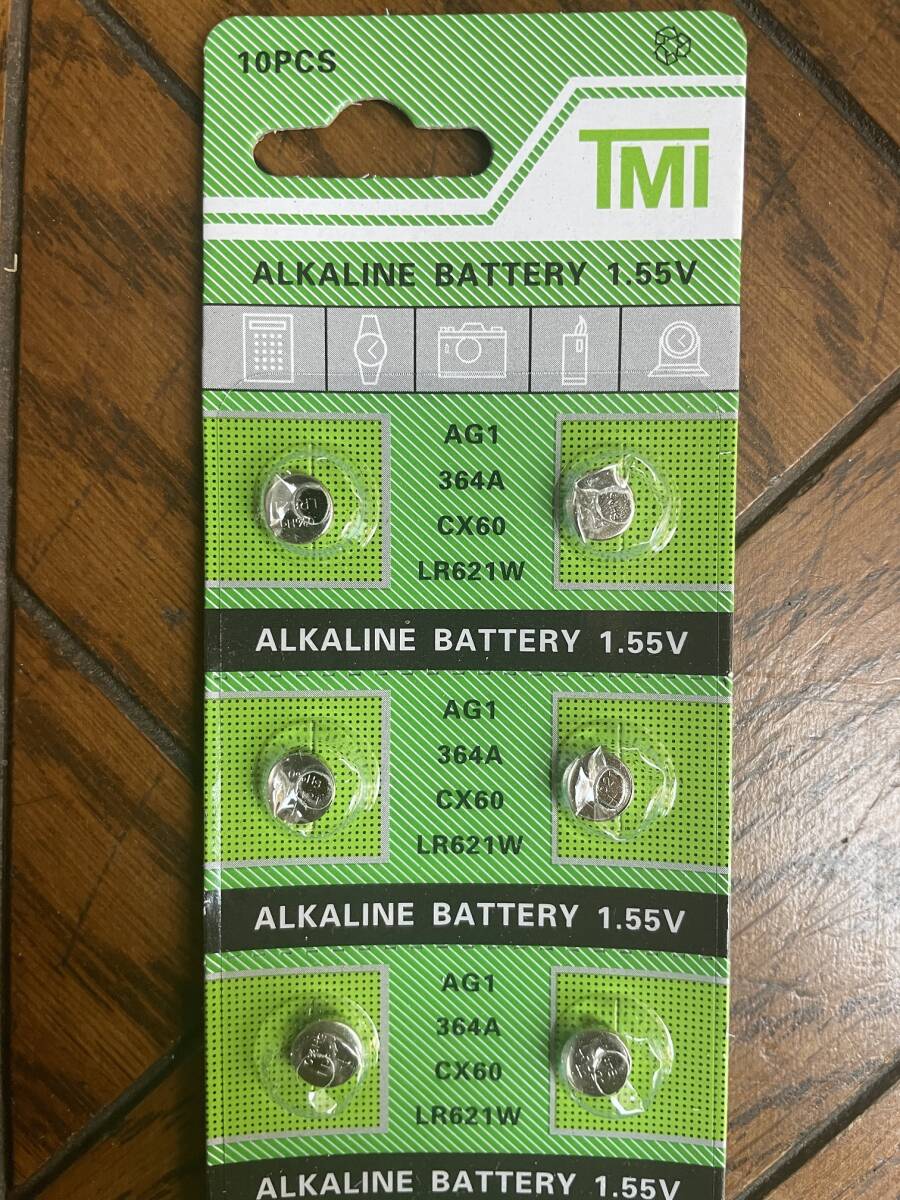 10PCS
TMI
ALKALINE BATTERY 1.55V
AG1
364A
CX60
LR621W
ALKALINE BATTERY 1.55V
AG1
364A
CX60
LR621W
ALKALINE BATTERY 1.55V
AG1
364A
CX60
LR621W
ALKALINE BATTERY 1.55V